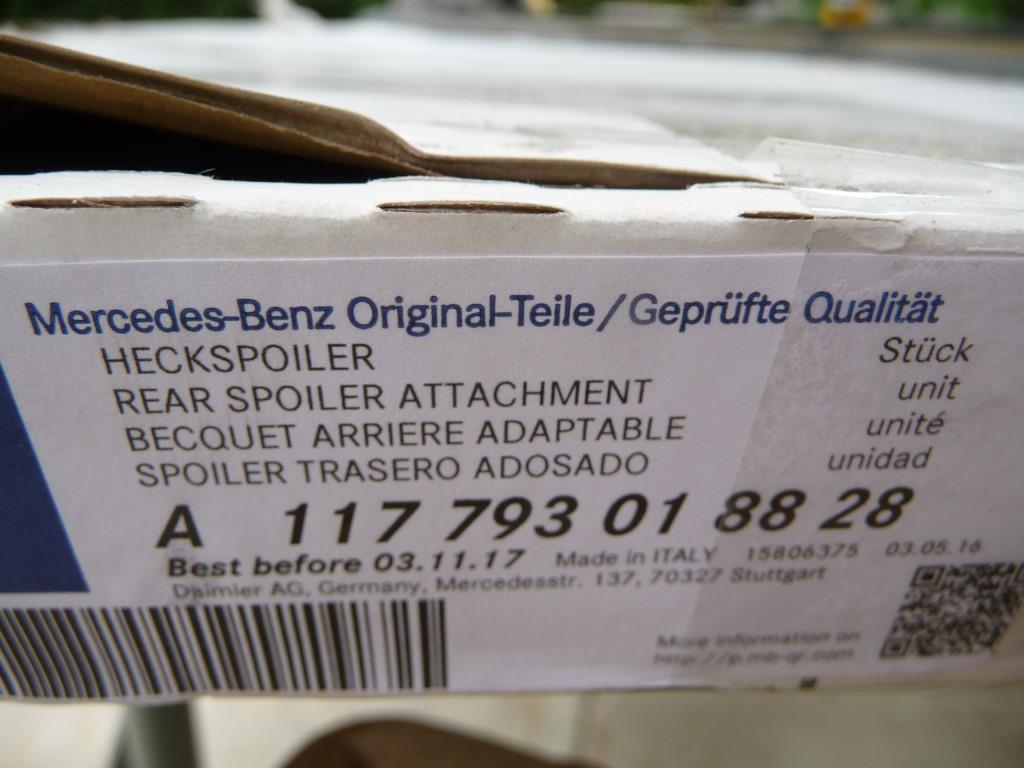 Mercedes-Benz Original-Teile/Geprüfte Qualität
HECKSPOILER Stück
REAR SPOILER ATTACHMENT unit
BECQUET ARRIERE ADAPTABLE unité
SPOILER TRASERO ADOSADO unidad
A 117 793 01 88 28
Best before 03.11.17 Made in ITALY 15806375 03.05.16
Daimler AG, Germany, Mercedesstr. 137, 70327 Stuttgart
More information on
http://p.mb-qr.com